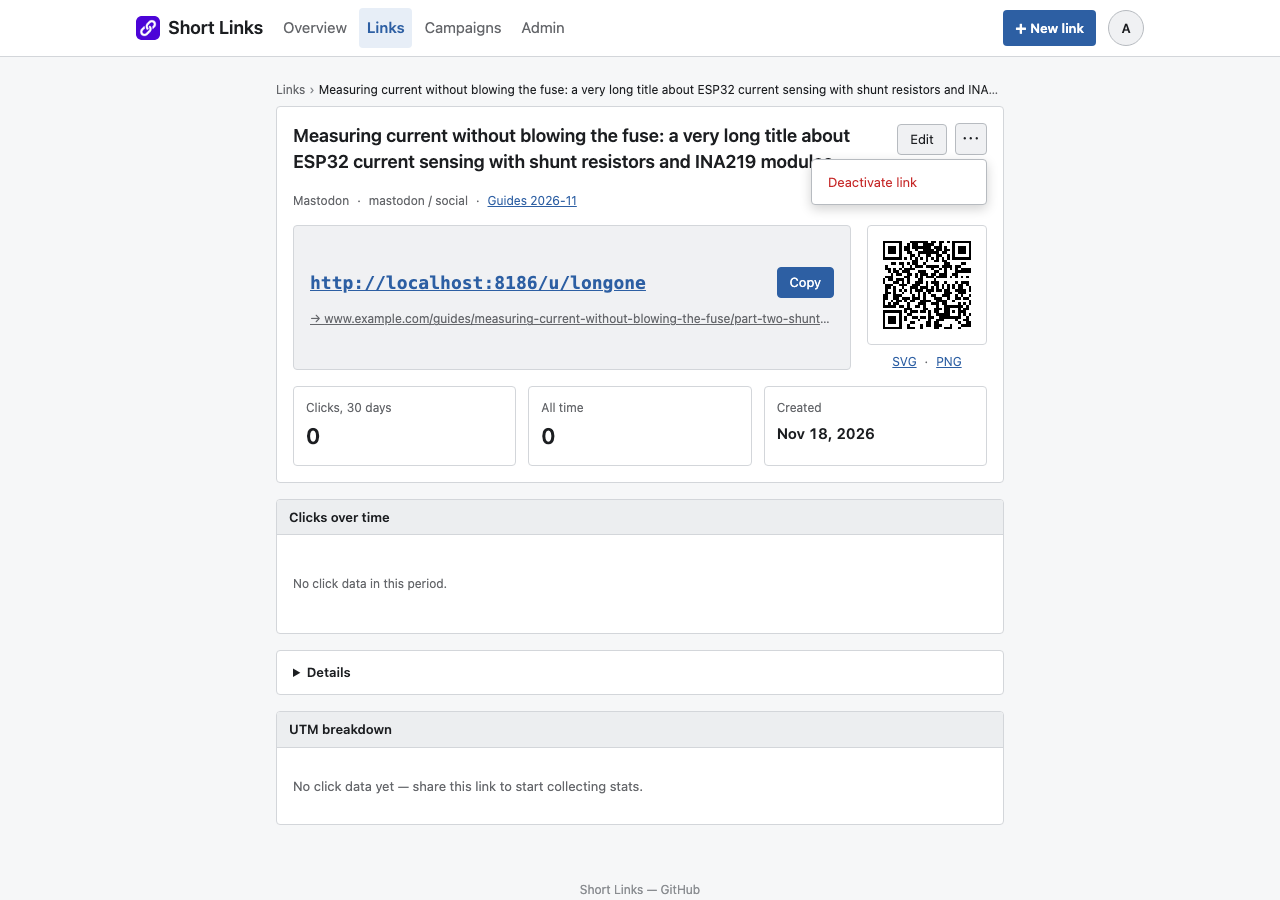 Short Links
Overview
Links
Campaigns
Admin
+ New link
A
Links › Measuring current without blowing the fuse: a very long title about ESP32 current sensing with shunt resistors and INA...
Measuring current without blowing the fuse: a very long title about
ESP32 current sensing with shunt resistors and INA219
Edit
...
Deactivate link
Mastodon · mastodon / social · Guides 2026-11
http://localhost:8186/u/longone
Copy
→ www.example.com/guides/measuring-current-without-blowing-the-fuse/part-two-shunt...
SVG · PNG
Clicks, 30 days
0
All time
0
Created
Nov 18, 2026
Clicks over time
No click data in this period.
▶ Details
UTM breakdown
No click data yet — share this link to start collecting stats.
Short Links — GitHub